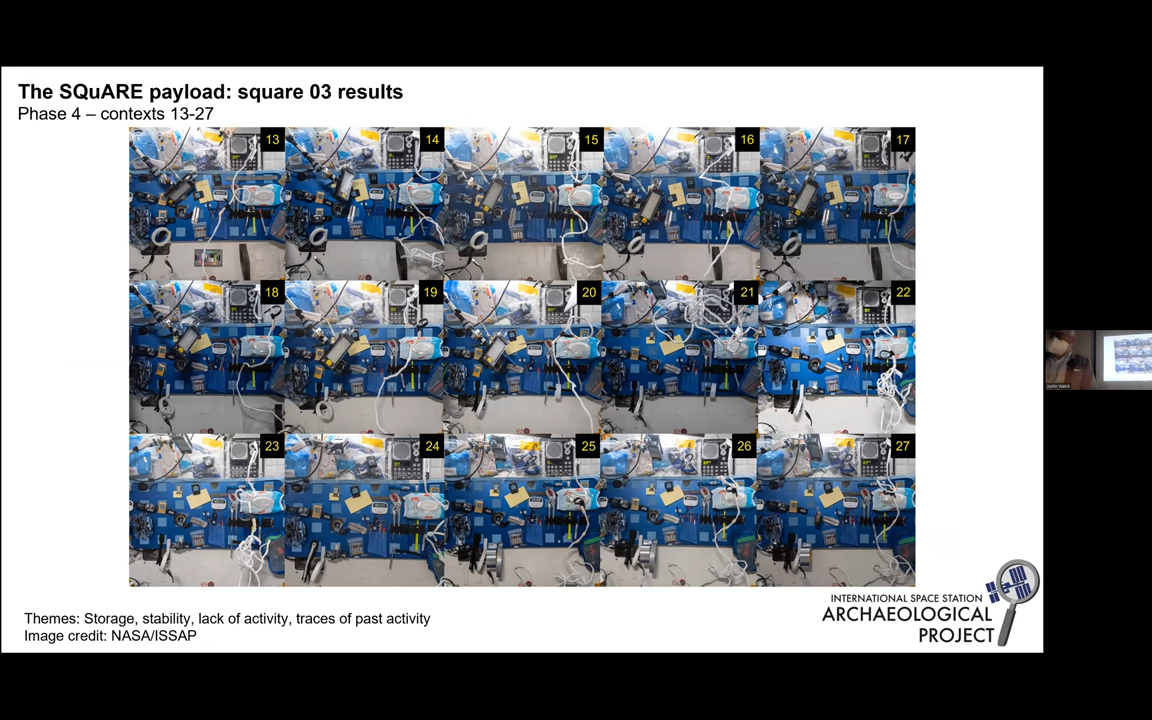 The SQuARE payload: square 03 results
Phase 4 – contexts 13-27
13
14
15
16
17
18
19
20
21
22
23
24
25
26
27
Themes: Storage, stability, lack of activity, traces of past activity
Image credit: NASA/ISSAP
INTERNATIONAL SPACE STATION
ARCHAEOLOGICAL
PROJECT
Justin Walsh